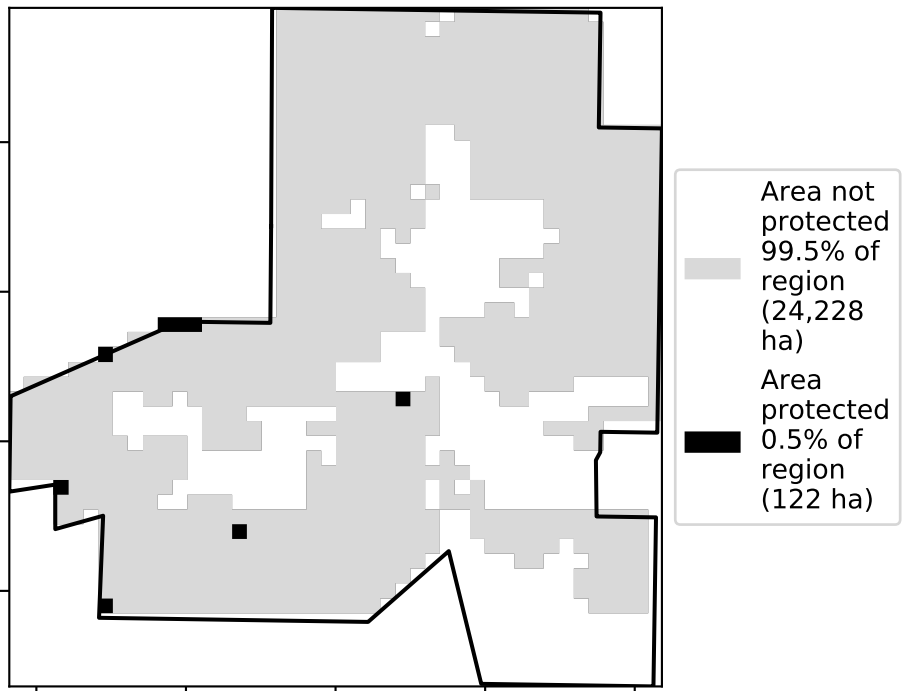 Area not
protected
99.5% of
region
(24,228
ha)
Area
protected
0.5% of
region
(122 ha)